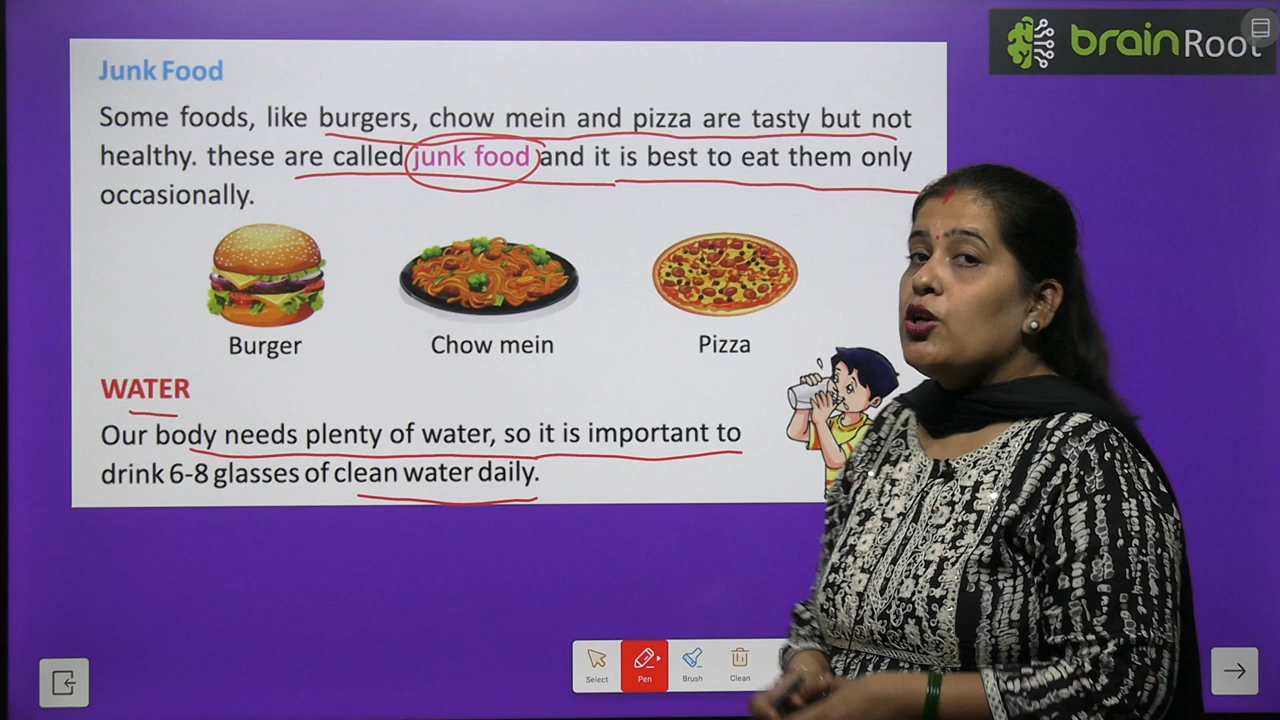 brainRoot
Junk Food
Some foods, like burgers, chow mein and pizza are tasty but not
healthy. these are called junk food and it is best to eat them only
occasionally.
Burger
Chow mein
Pizza
WATER
Our body needs plenty of water, so it is important to
drink 6-8 glasses of clean water daily.
Select
Pen
Brush
Clean